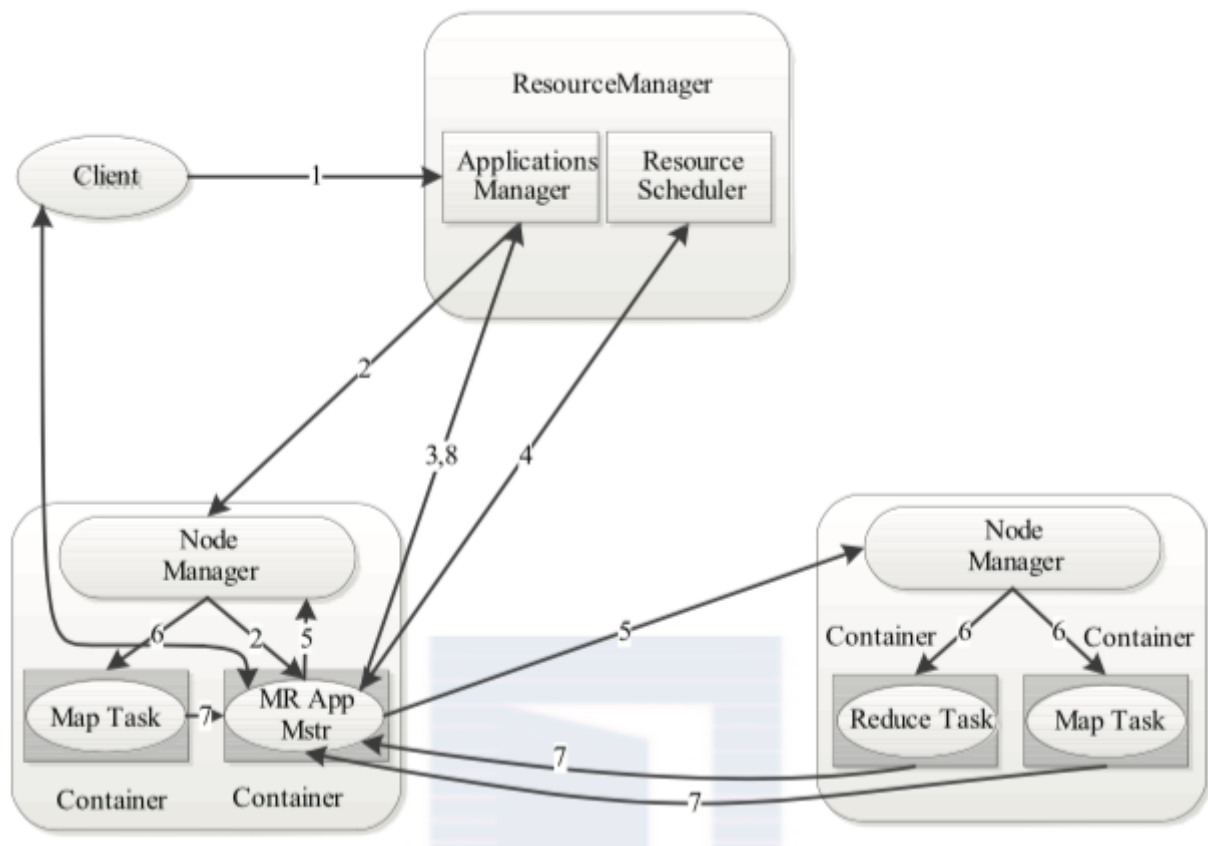 ResourceManager
Client
1
Applications
Manager
Resource
Scheduler
2
3,8
4
Node
Manager
6
2
5
Map Task
7
MR App
Mstr
Container
Container
5
7
7
Node
Manager
Container
6
6
Container
Reduce Task
Map Task